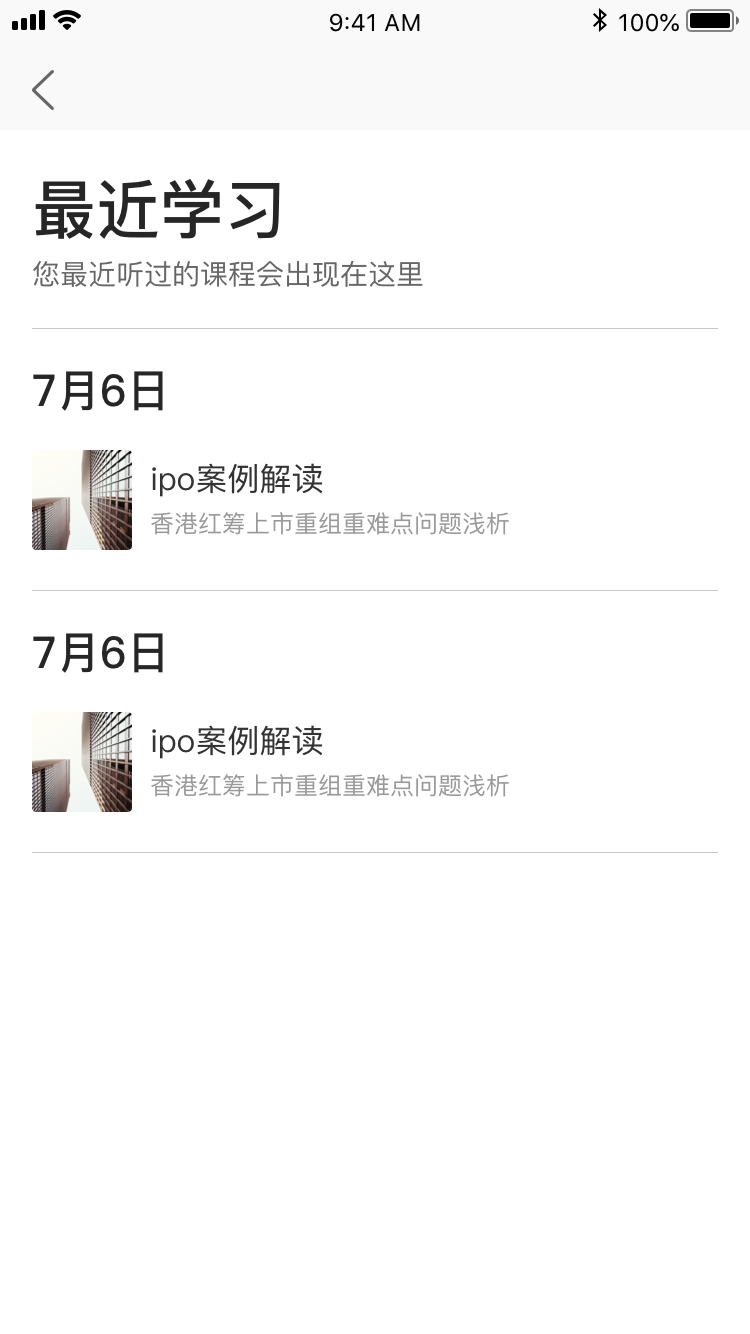 9:41 AM
100%
最近学习
您最近听过的课程会出现在这里
7月6日
ipo案例解读
香港红筹上市重组重难点问题浅析
7月6日
ipo案例解读
香港红筹上市重组重难点问题浅析